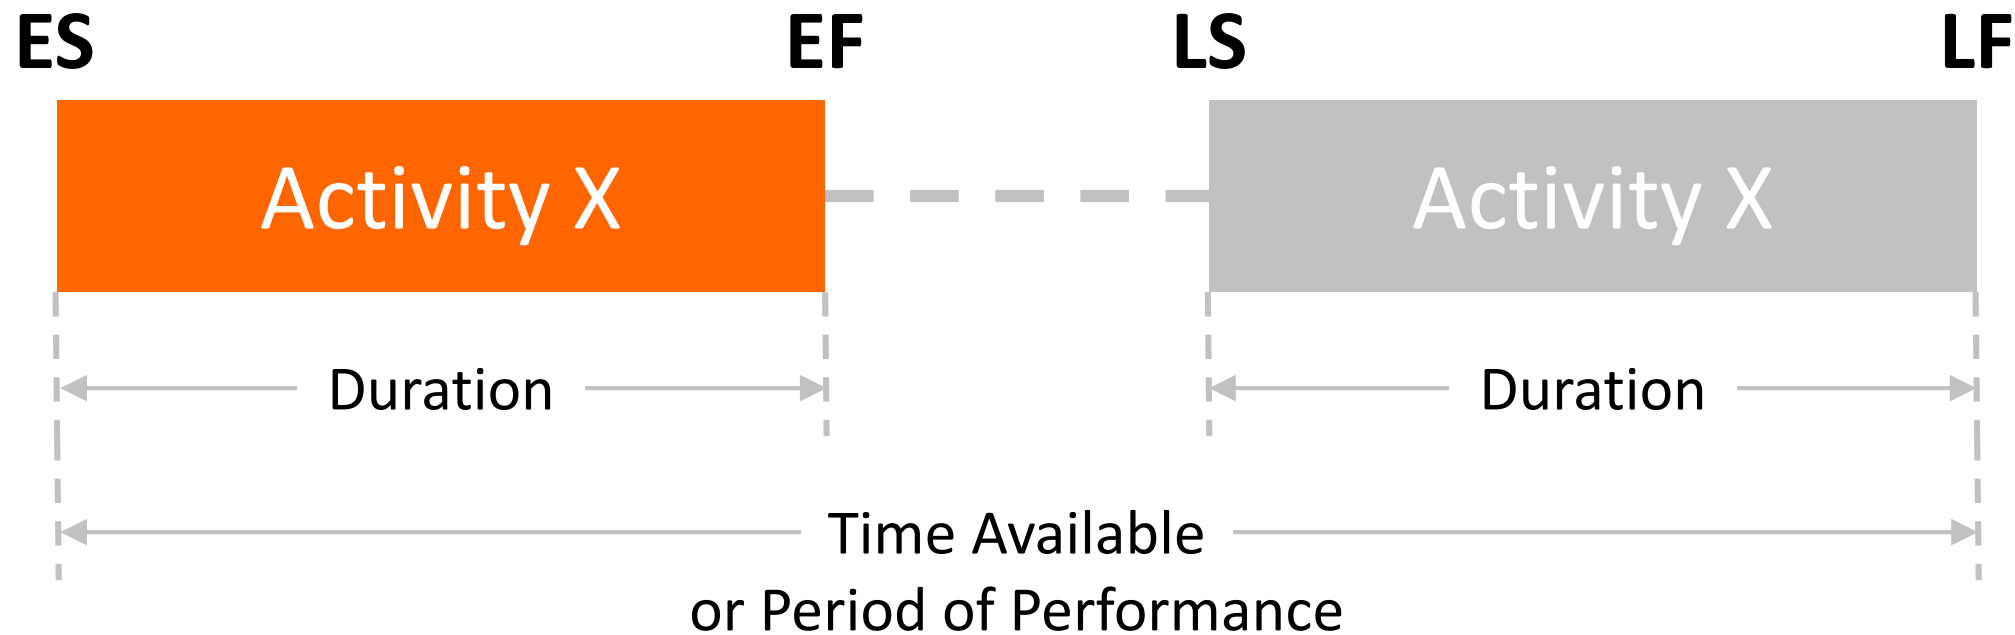 ES EF LS LF
Activity X Activity X
Duration Duration
Time Available
or Period of Performance